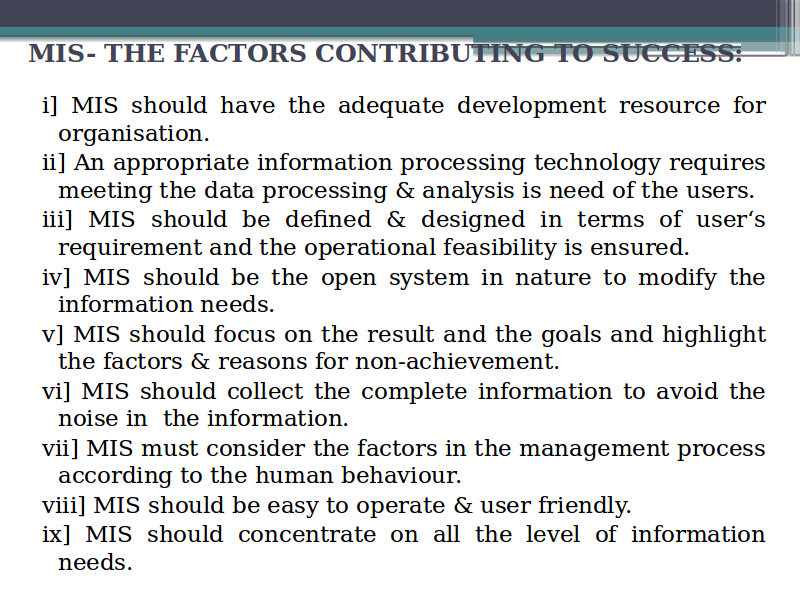 MIS- THE FACTORS CONTRIBUTING TO SUCCESS:
i] MIS should have the adequate development resource for
organisation.
ii] An appropriate information processing technology requires
meeting the data processing & analysis is need of the users.
iii] MIS should be defined & designed in terms of user‘s
requirement and the operational feasibility is ensured.
iv] MIS should be the open system in nature to modify the
information needs.
v] MIS should focus on the result and the goals and highlight
the factors & reasons for non-achievement.
vi] MIS should collect the complete information to avoid the
noise in  the information.
vii] MIS must consider the factors in the management process
according to the human behaviour.
viii] MIS should be easy to operate & user friendly.
ix] MIS should concentrate on all the level of information
needs.